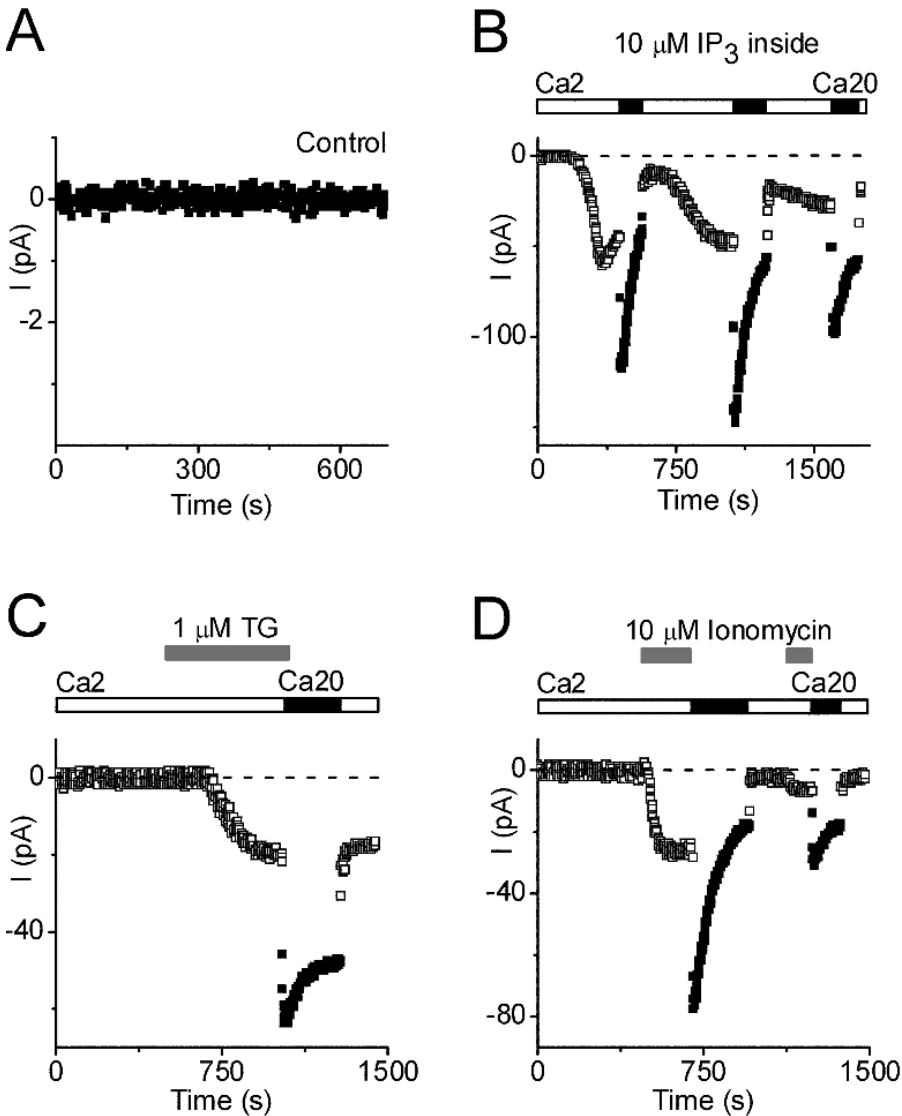 A
Control
0
-2
I (pA)
0 300 600
Time (s)
B
10 μM IP3 inside
Ca2 Ca20
0
-100
I (pA)
0 750 1500
Time (s)
C
1 μM TG
Ca2 Ca20
0
-40
I (pA)
0 750 1500
Time (s)
D
10 μM Ionomycin
Ca2 Ca20
0
-40
-80
I (pA)
0 750 1500
Time (s)